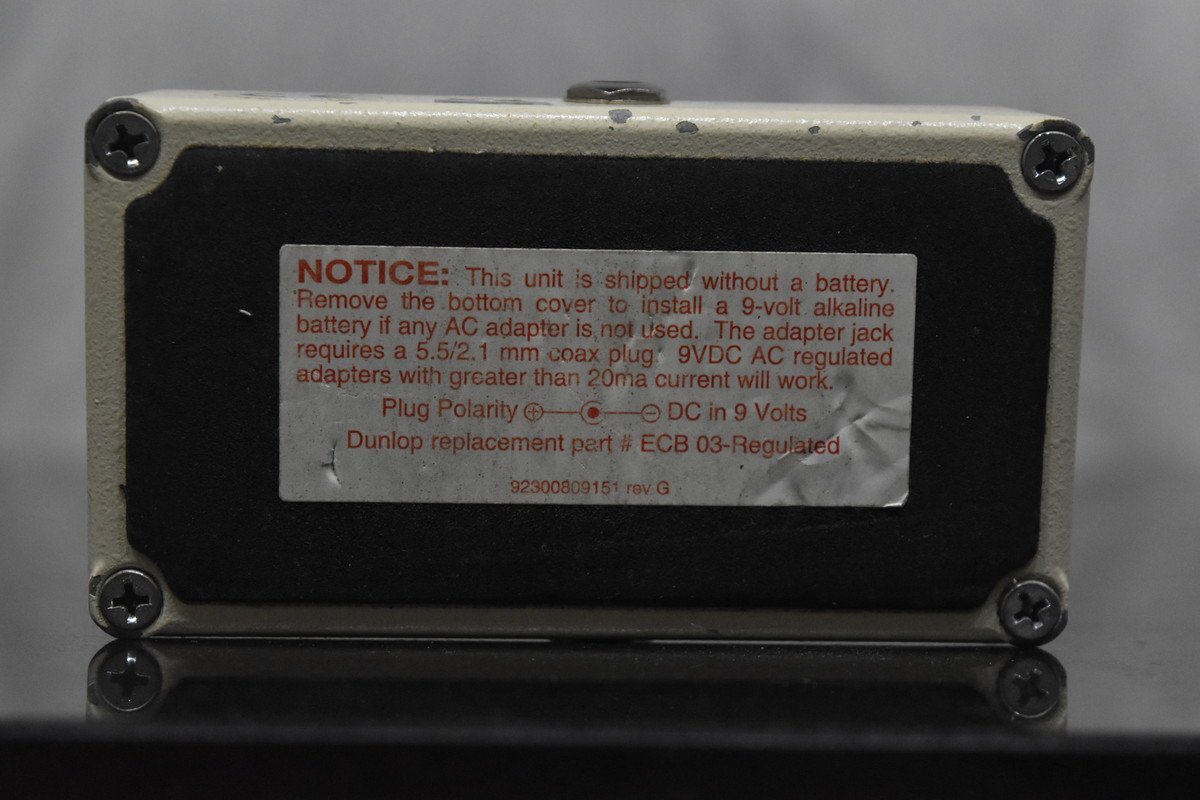 NOTICE: This unit is shipped without a battery.
Remove the bottom cover to install a 9-volt alkaline
battery if any AC adapter is not used. The adapter jack
requires a 5.5/2.1 mm coax plug. 9VDC AC regulated
adapters with greater than 20ma current will work.
Plug Polarity ⊕—⦿—⊖ DC in 9 Volts
Dunlop replacement part # ECB 03-Regulated
92300809151 rev G